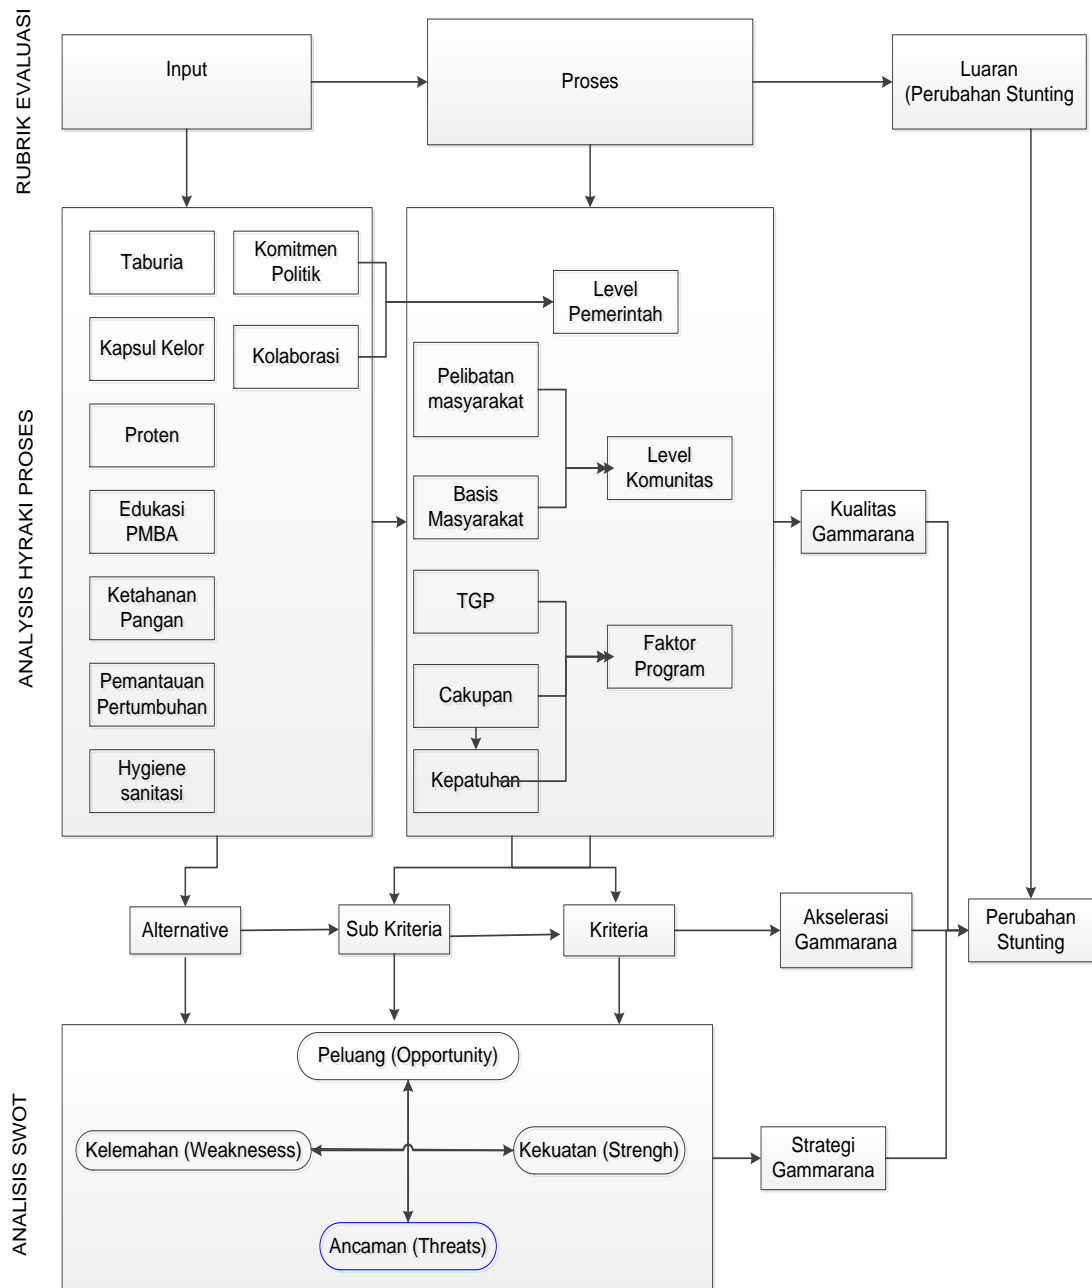 RUBRIK EVALUASI
Input
Proses
Luaran
(Perubahan Stunting
ANALYSIS HYRAKI PROSES
Taburia
Komitmen
Politik
Kapsul Kelor
Kolaborasi
Proten
Edukasi
PMBA
Ketahanan
Pangan
Pemantauan
Pertumbuhan
Hygiene
sanitasi
Level
Pemerintah
Pelibatan
masyarakat
Level
Komunitas
Basis
Masyarakat
TGP
Faktor
Program
Cakupan
Kepatuhan
Kualitas
Gammarana
Alternative
Sub Kriteria
Kriteria
Akselerasi
Gammarana
Perubahan
Stunting
ANALISIS SWOT
Peluang (Opportunity)
Kelemahan (Weaknesess)
Kekuatan (Strengh)
Ancaman (Threats)
Strategi
Gammarana